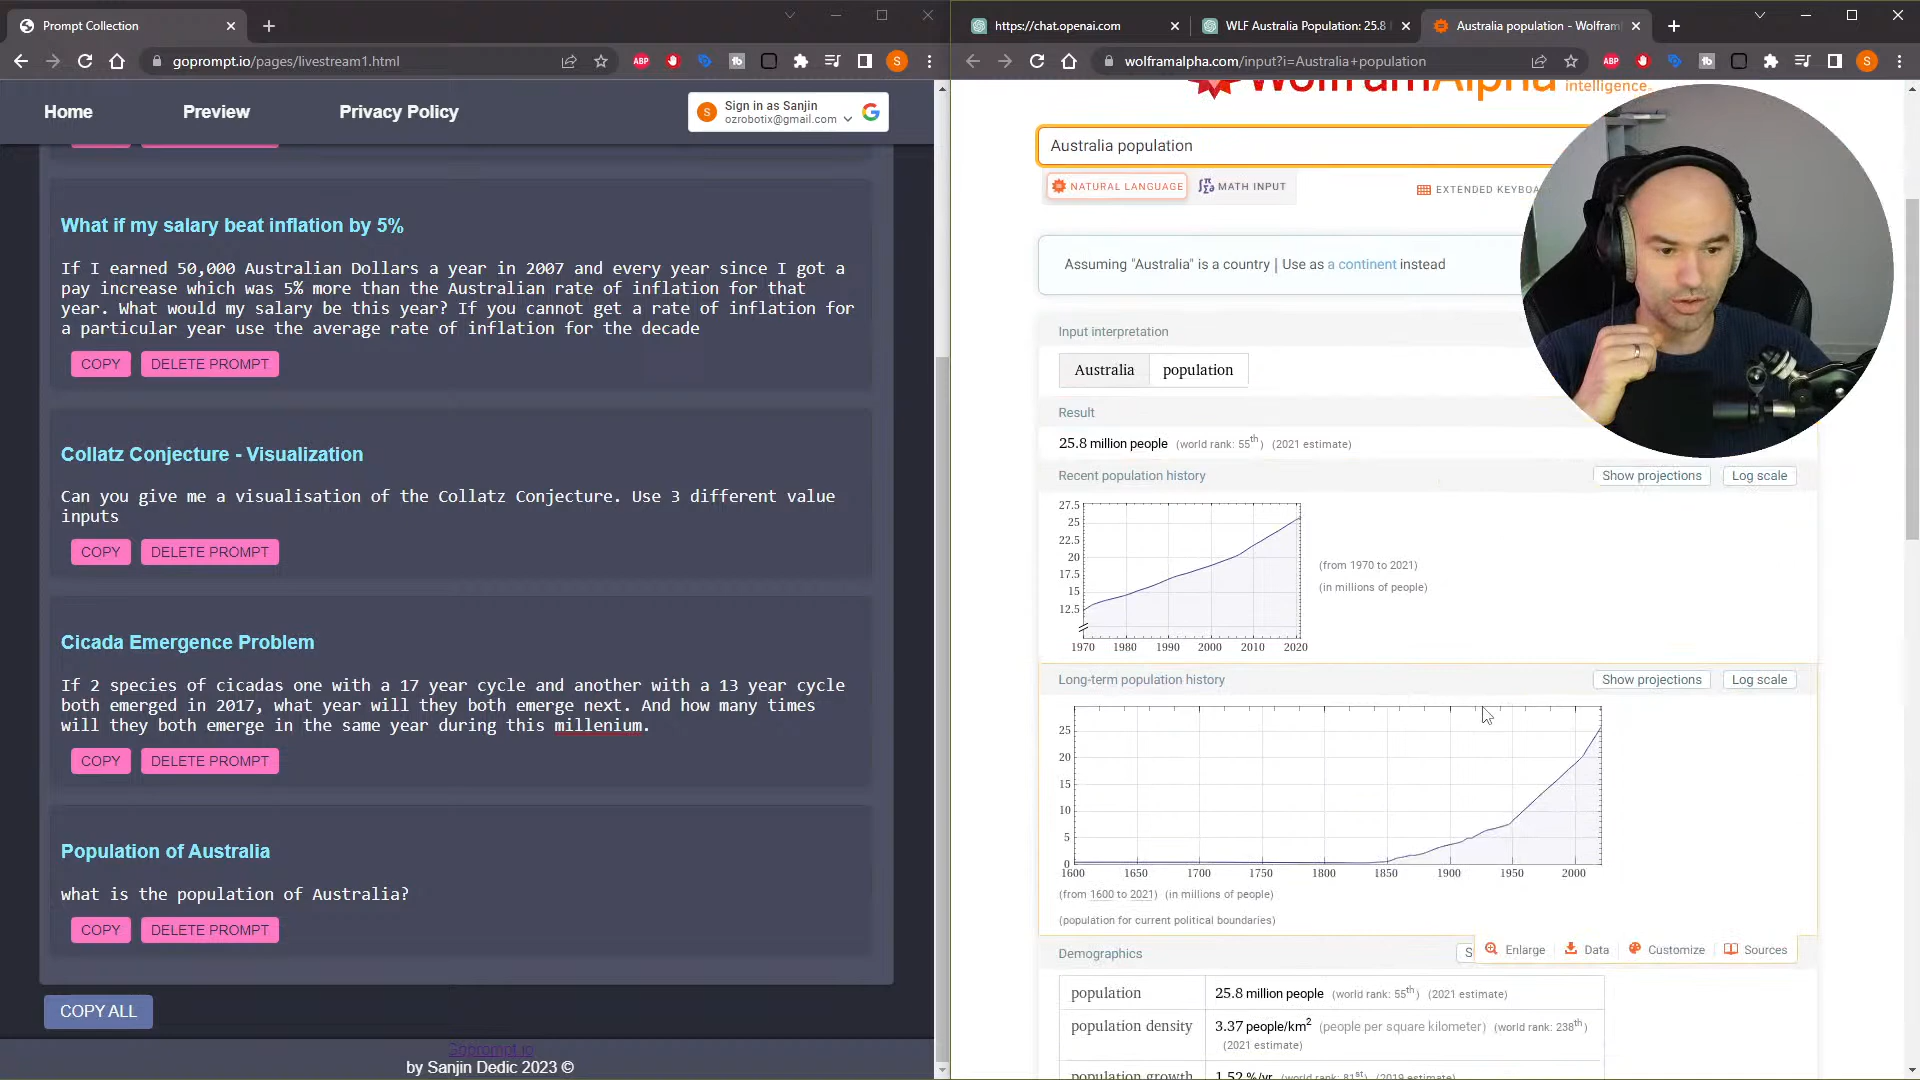 Prompt Collection
goprompt.io/pages/livestream1.html
Home
Preview
Privacy Policy
S
Sign in as Sanjin
ozrobotix@gmail.com
What if my salary beat inflation by 5%
If I earned 50,000 Australian Dollars a year in 2007 and every year since I got a
pay increase which was 5% more than the Australian rate of inflation for that
year. What would my salary be this year? If you cannot get a rate of inflation for
a particular year use the average rate of inflation for the decade
COPY
DELETE PROMPT
Collatz Conjecture - Visualization
Can you give me a visualisation of the Collatz Conjecture. Use 3 different value
inputs
COPY
DELETE PROMPT
Cicada Emergence Problem
If 2 species of cicadas one with a 17 year cycle and another with a 13 year cycle
both emerged in 2017, what year will they both emerge next. And how many times
will they both emerge in the same year during this millenium.
COPY
DELETE PROMPT
Population of Australia
what is the population of Australia?
COPY
DELETE PROMPT
COPY ALL
Goprompt.io
by Sanjin Dedic 2023 ©
https://chat.openai.com
WLF Australia Population: 25.8
Australia population - Wolfram
wolframalpha.com/input?i=Australia+population
WolframAlpha
intelligence.
Australia population
NATURAL LANGUAGE
MATH INPUT
EXTENDED KEYBOA
Assuming "Australia" is a country | Use as a continent instead
Input interpretation
Australia
population
Result
25.8 million people (world rank: 55th) (2021 estimate)
Recent population history
Show projections
Log scale
27.5
25
22.5
20
17.5
15
12.5
1970 1980 1990 2000 2010 2020
(from 1970 to 2021)
(in millions of people)
Long-term population history
Show projections
Log scale
25
20
15
10
5
0
1600 1650 1700 1750 1800 1850 1900 1950 2000
(from 1600 to 2021) (in millions of people)
(population for current political boundaries)
Demographics
S
Enlarge
Data
Customize
Sources
population
25.8 million people (world rank: 55th) (2021 estimate)
population density
3.37 people/km2 (people per square kilometer) (world rank: 238th)
(2021 estimate)
population growth
1.52 %/yr (world rank: 81st) (2019 estimate)